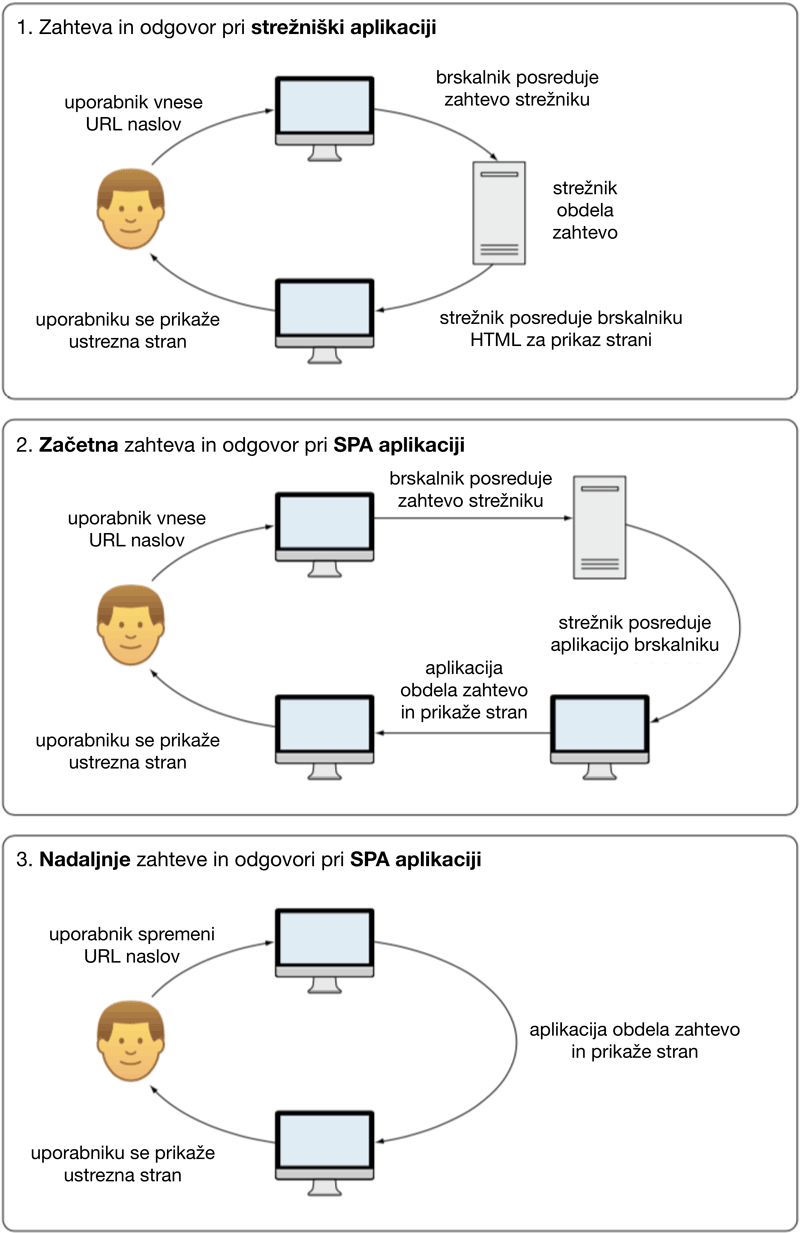 1. Zahteva in odgovor pri strežniški aplikaciji
uporabnik vnese
URL naslov
brskalnik posreduje
zahtevo strežniku
strežnik
obdela
zahtevo
strežnik posreduje brskalniku
HTML za prikaz strani
uporabniku se prikaže
ustrezna stran
2. Začetna zahteva in odgovor pri SPA aplikaciji
uporabnik vnese
URL naslov
brskalnik posreduje
zahtevo strežniku
strežnik posreduje
aplikacijo brskalniku
aplikacija
obdela zahtevo
in prikaže stran
uporabniku se prikaže
ustrezna stran
3. Nadaljnje zahteve in odgovori pri SPA aplikaciji
uporabnik spremeni
URL naslov
aplikacija obdela zahtevo
in prikaže stran
uporabniku se prikaže
ustrezna stran